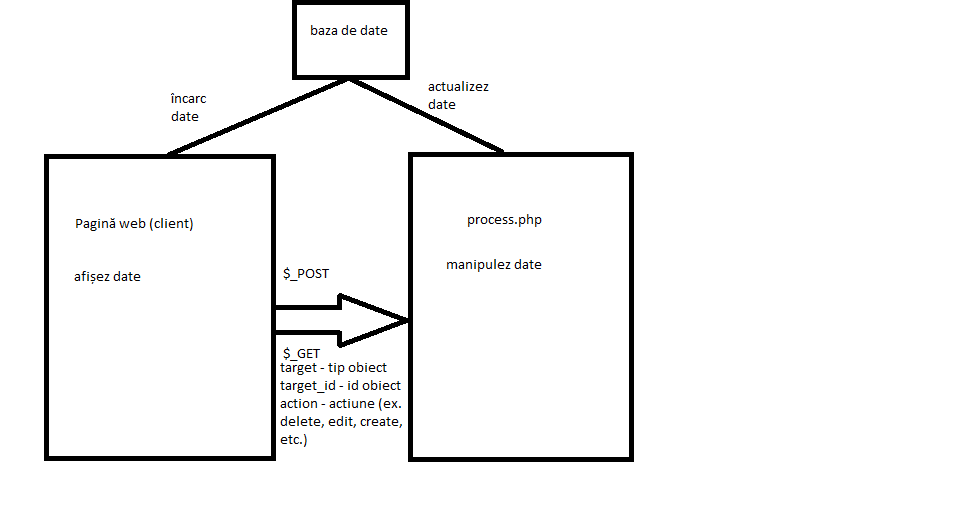 baza de date
încarc
date
actualizez
date
Pagină web (client)
afișez date
process.php
manipulez date
$_POST
$_GET
target - tip obiect
target_id - id obiect
action - actiune (ex.
delete, edit, create,
etc.)